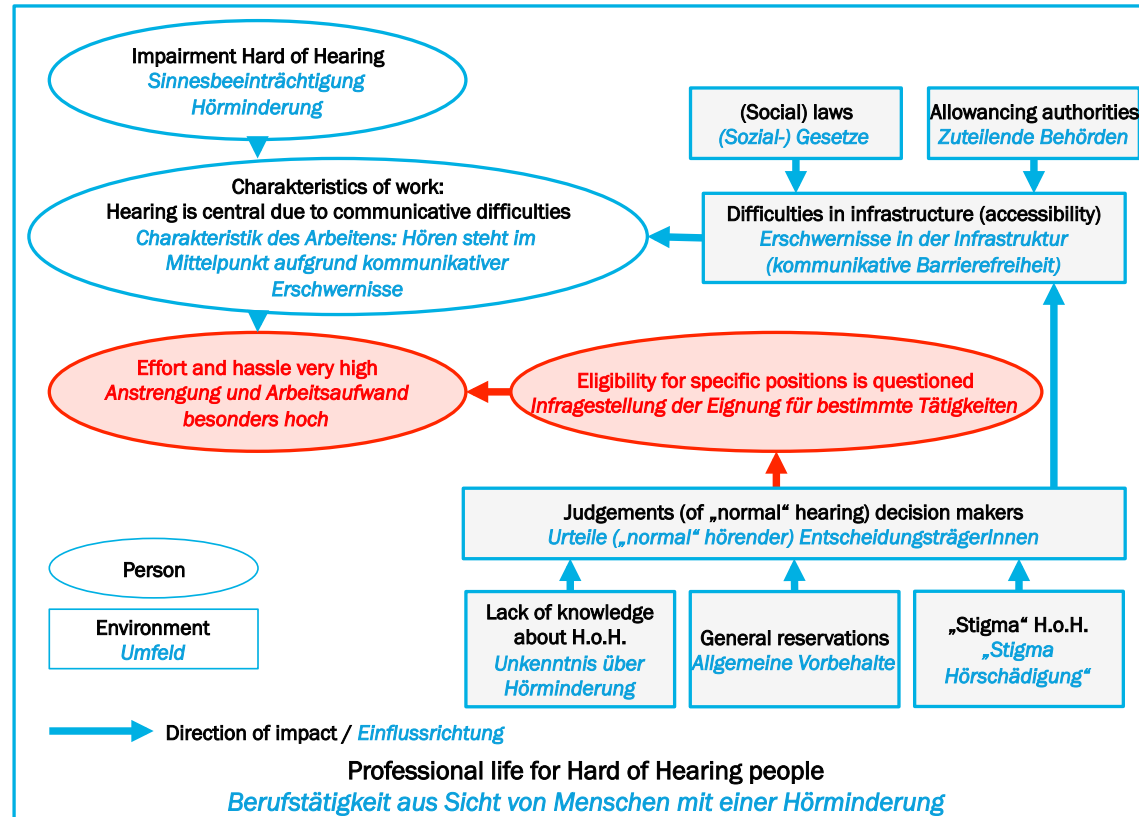 Impairment Hard of Hearing
Sinnesbeeinträchtigung
Hörminderung
(Social) laws
(Sozial-) Gesetze
Allowancing authorities
Zuteilende Behörden
Charakteristics of work:
Hearing is central due to communicative difficulties
Charakteristik des Arbeitens: Hören steht im
Mittelpunkt aufgrund kommunikativer
Erschwernisse
Difficulties in infrastructure (accessibility)
Erschwernisse in der Infrastruktur
(kommunikative Barrierefreiheit)
Effort and hassle very high
Anstrengung und Arbeitsaufwand
besonders hoch
Eligibility for specific positions is questioned
Infragestellung der Eignung für bestimmte Tätigkeiten
Judgements (of „normal“ hearing) decision makers
Urteile („normal“ hörender) EntscheidungsträgerInnen
Person
Environment
Umfeld
Lack of knowledge
about H.o.H.
Unkenntnis über
Hörminderung
General reservations
Allgemeine Vorbehalte
„Stigma“ H.o.H.
„Stigma
Hörschädigung“
Direction of impact / Einflussrichtung
Professional life for Hard of Hearing people
Berufstätigkeit aus Sicht von Menschen mit einer Hörminderung